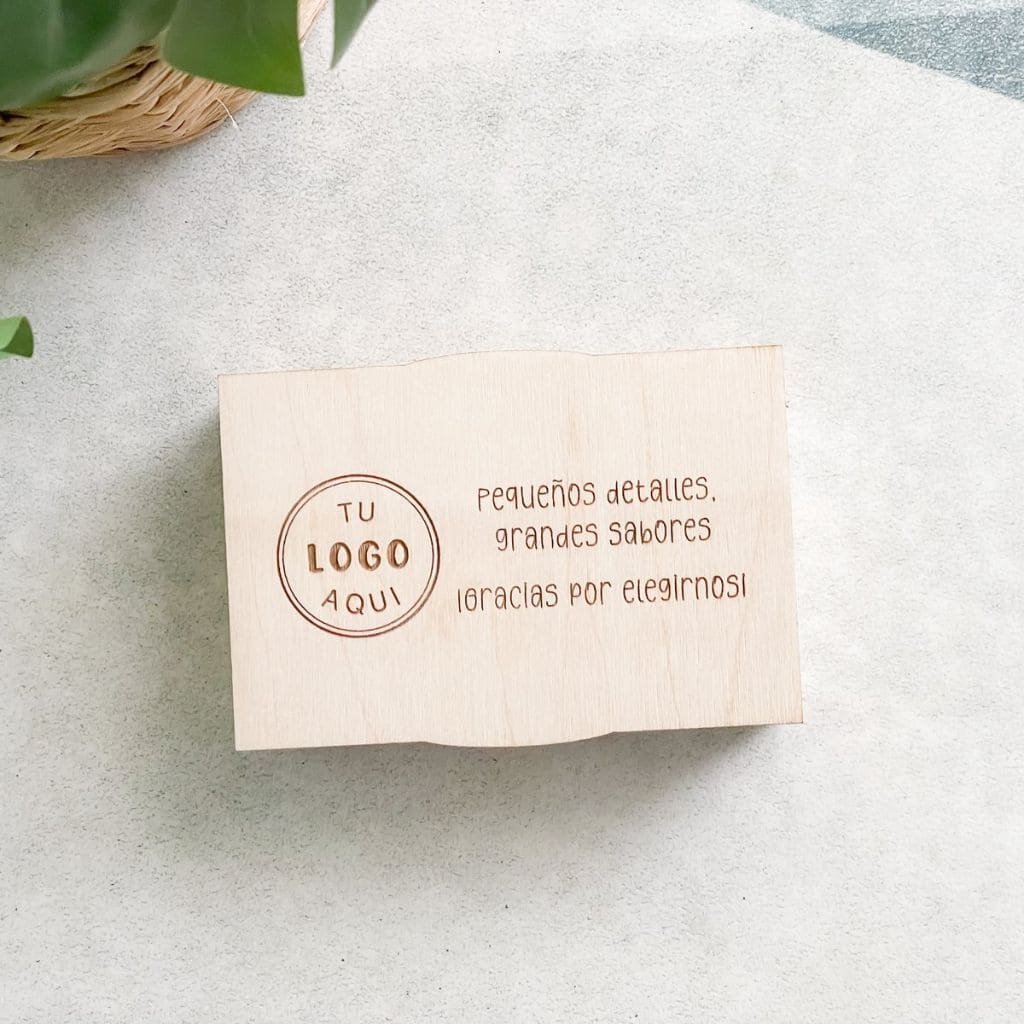 TU
LOGO
AQUI
Pequeños detalles,
grandes sabores
¡Gracias por elegirnos!